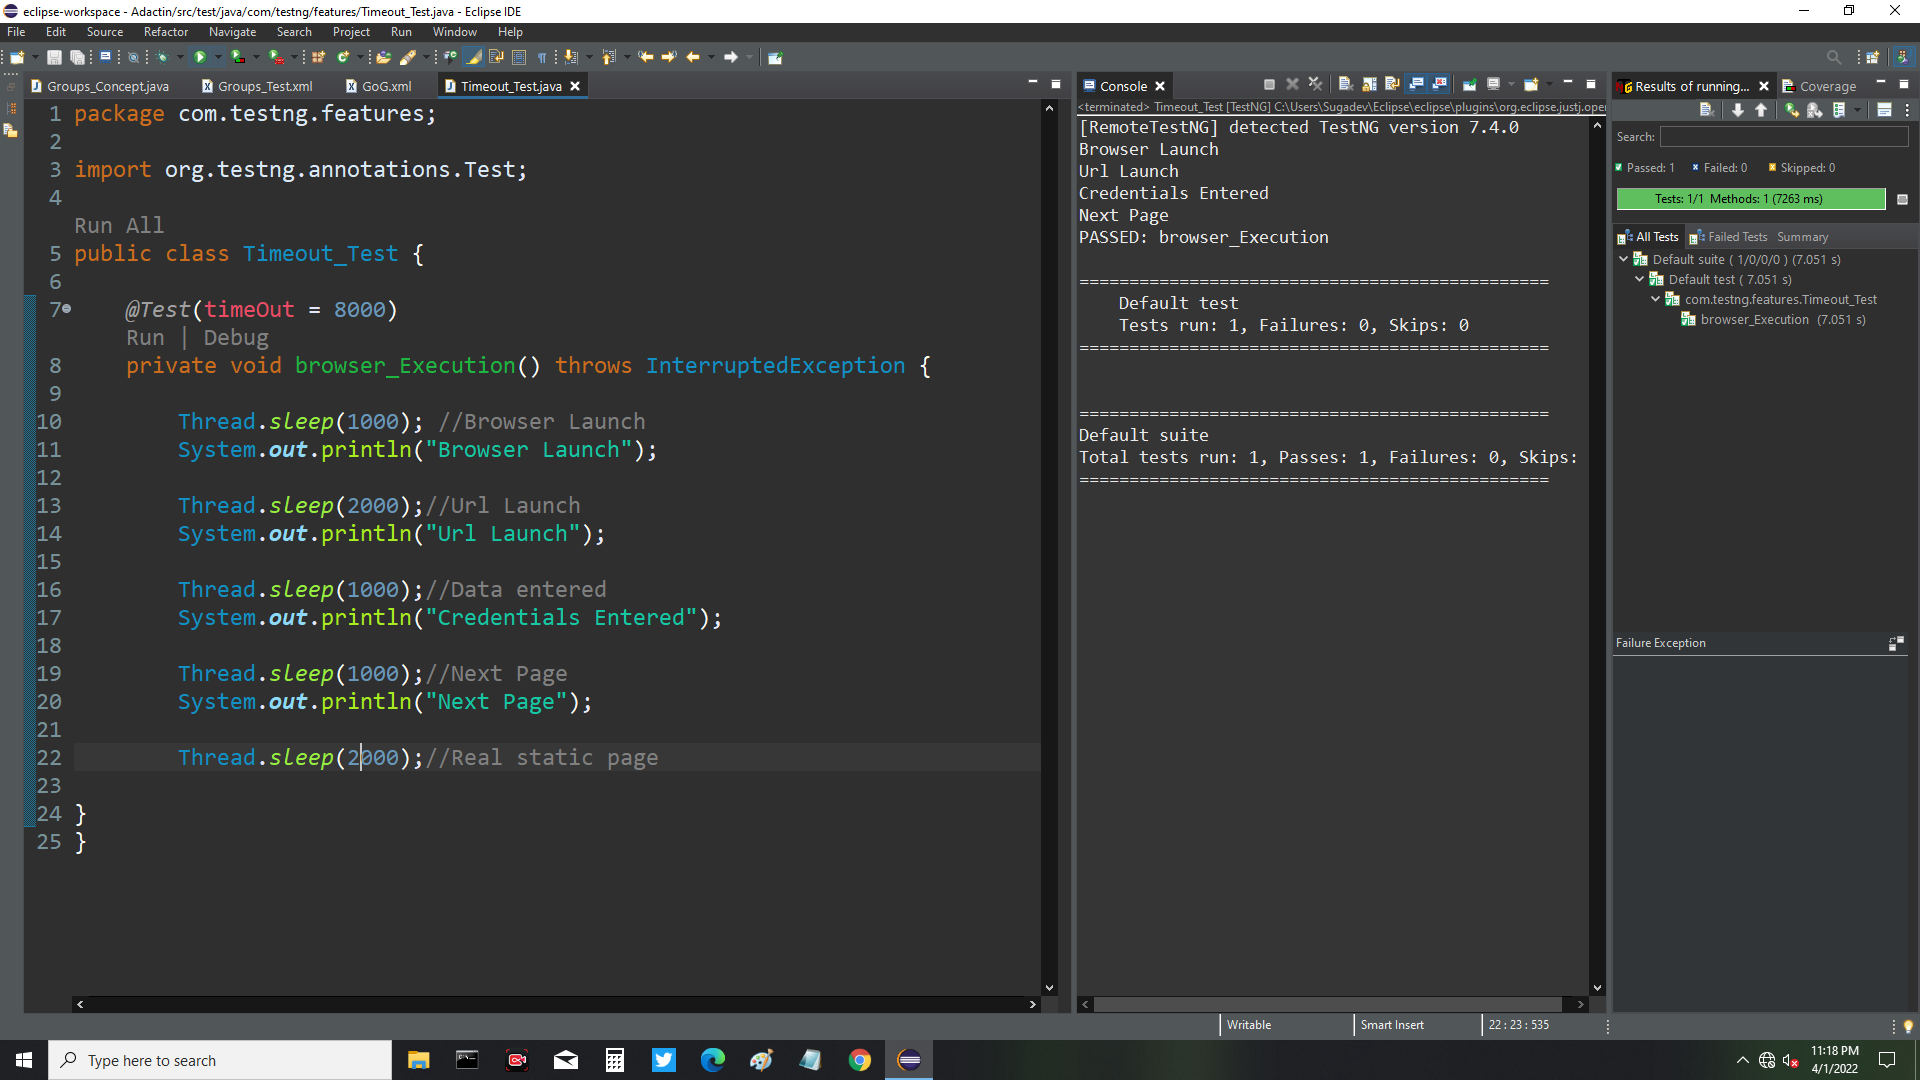 eclipse-workspace - Adactin/src/test/java/com/testng/features/Timeout_Test.java - Eclipse IDE
File Edit Source Refactor Navigate Search Project Run Window Help
Groups_Concept.java Groups_Test.xml GoG.xml Timeout_Test.java
1 package com.testng.features;
2
3 import org.testng.annotations.Test;
4
Run All
5 public class Timeout_Test {
6
7 @Test(timeOut = 8000)
Run | Debug
8 private void browser_Execution() throws InterruptedException {
9
10 Thread.sleep(1000); //Browser Launch
11 System.out.println("Browser Launch");
12
13 Thread.sleep(2000);//Url Launch
14 System.out.println("Url Launch");
15
16 Thread.sleep(1000);//Data entered
17 System.out.println("Credentials Entered");
18
19 Thread.sleep(1000);//Next Page
20 System.out.println("Next Page");
21
22 Thread.sleep(2000);//Real static page
23
24 }
25 }
Console
<terminated> Timeout_Test [TestNG] C:\Users\Sugadev\Eclipse\eclipse\plugins\org.eclipse.justj.ope
[RemoteTestNG] detected TestNG version 7.4.0
Browser Launch
Url Launch
Credentials Entered
Next Page
PASSED: browser_Execution
===============================================
Default test
Tests run: 1, Failures: 0, Skips: 0
===============================================
===============================================
Default suite
Total tests run: 1, Passes: 1, Failures: 0, Skips:
===============================================
Results of running... Coverage
Search:
Passed: 1 Failed: 0 Skipped: 0
Tests: 1/1 Methods: 1 (7263 ms)
All Tests Failed Tests Summary
Default suite ( 1/0/0/0 ) (7.051 s)
Default test ( 7.051 s)
com.testng.features.Timeout_Test
browser_Execution (7.051 s)
Failure Exception
Writable Smart Insert 22 : 23 : 535
Type here to search
11:18 PM
4/1/2022